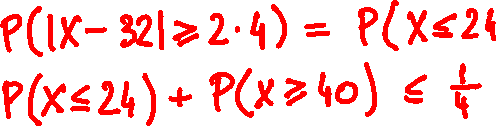 P(|X-32|≥2·4) = P(X≤24
P(X≤24) + P(X≥40) ≤ 1/4